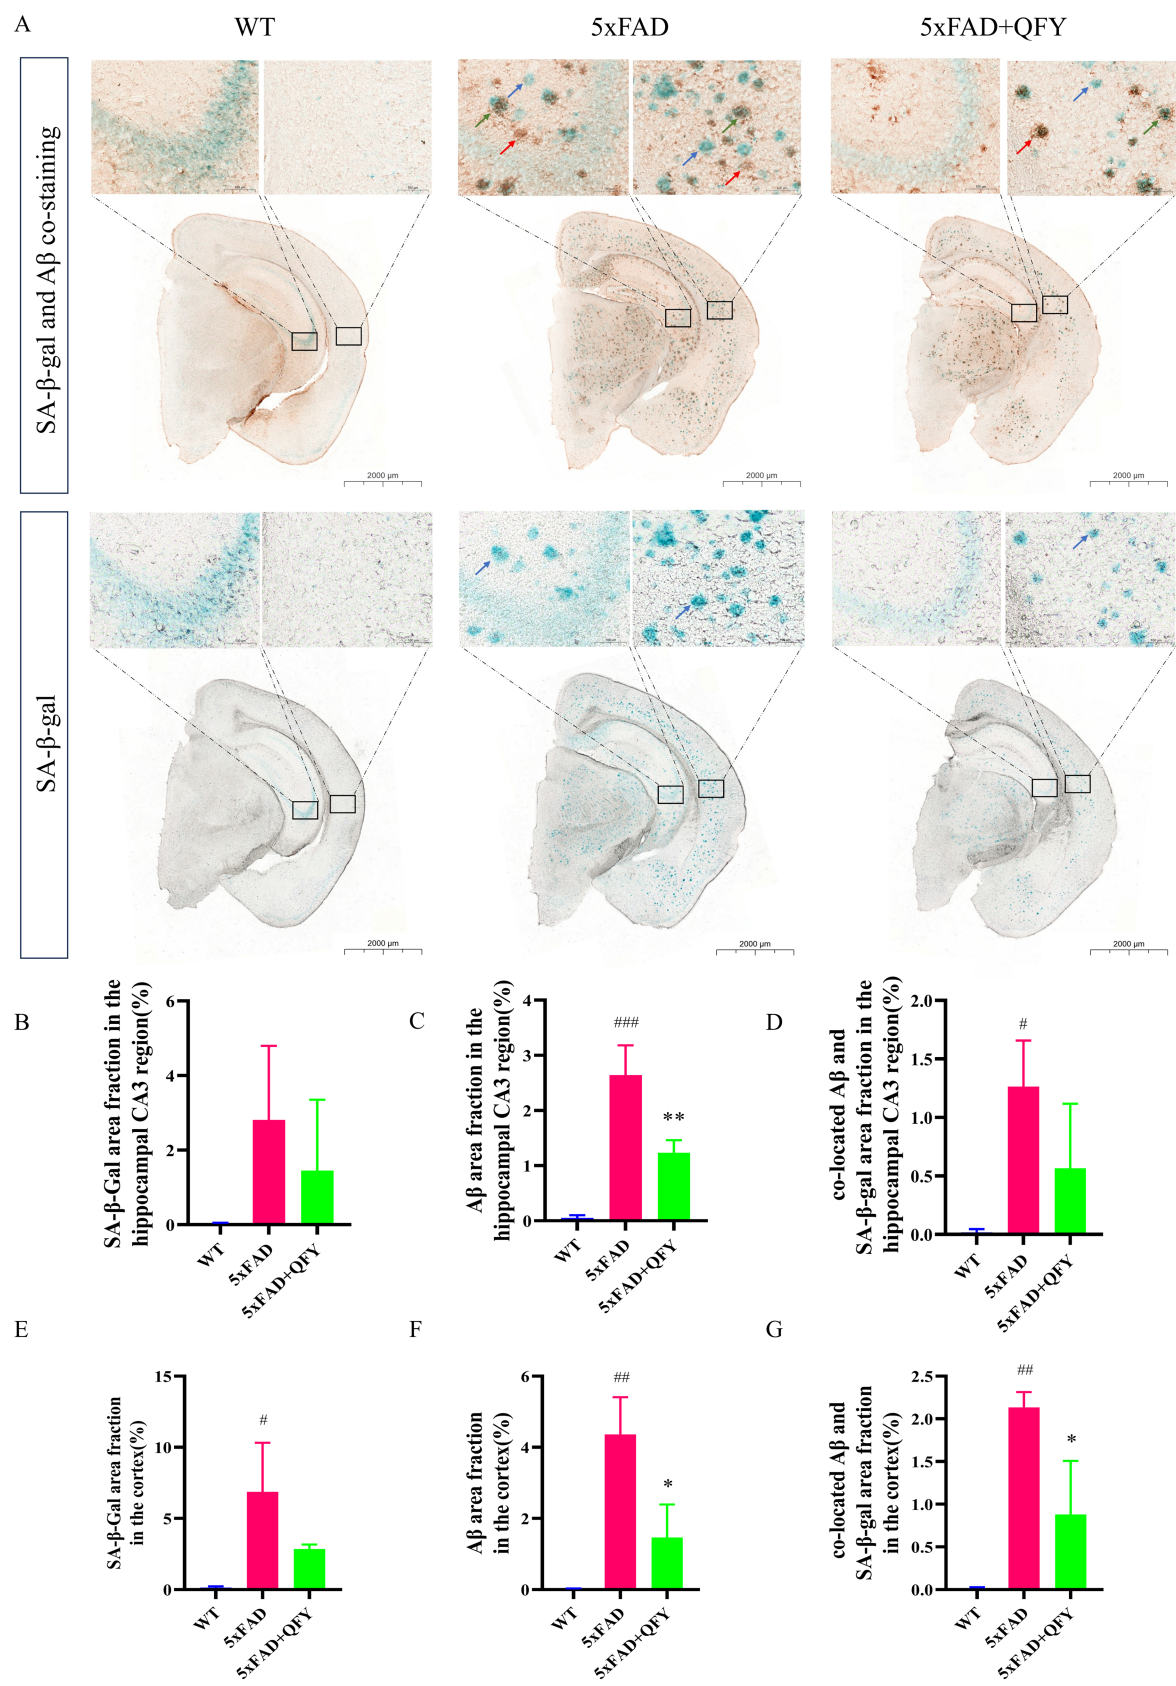 A
WT
5xFAD
5xFAD+QFY
SA-β-gal and Aβ co-staining
2000 μm
2000 μm
2000 μm
SA-β-gal
2000 μm
2000 μm
2000 μm
B
SA-β-Gal area fraction in the
hippocampal CA3 region(%)
6
4
2
0
WT
5xFAD
5xFAD+QFY
C
Aβ area fraction in the
hippocampal CA3 region(%)
4
3
2
1
0
###
**
WT
5xFAD
5xFAD+QFY
D
co-located Aβ and
SA-β-gal area fraction in the
hippocampal CA3 region(%)
2.0
1.5
1.0
0.5
0.0
#
WT
5xFAD
5xFAD+QFY
E
SA-β-Gal area fraction
in the cortex(%)
15
10
5
0
#
WT
5xFAD
5xFAD+QFY
F
Aβ area fraction
in the cortex(%)
6
4
2
0
##
*
WT
5xFAD
5xFAD+QFY
G
co-located Aβ and
SA-β-gal area fraction
in the cortex(%)
2.5
2.0
1.5
1.0
0.5
0.0
##
*
WT
5xFAD
5xFAD+QFY